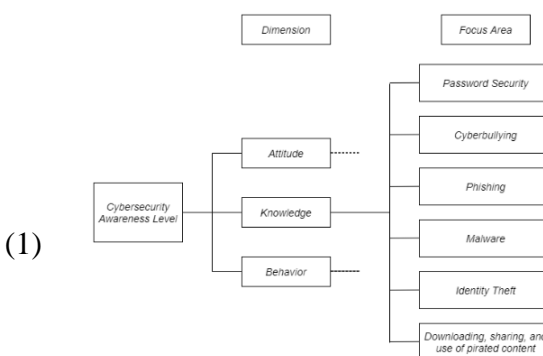 Dimension
Focus Area
Password Security
Cyberbullying
Attitude
Phishing
Cybersecurity
Awareness Level
Knowledge
(1)
Malware
Behavior
Identity Theft
Downloading, sharing, and
use of pirated content